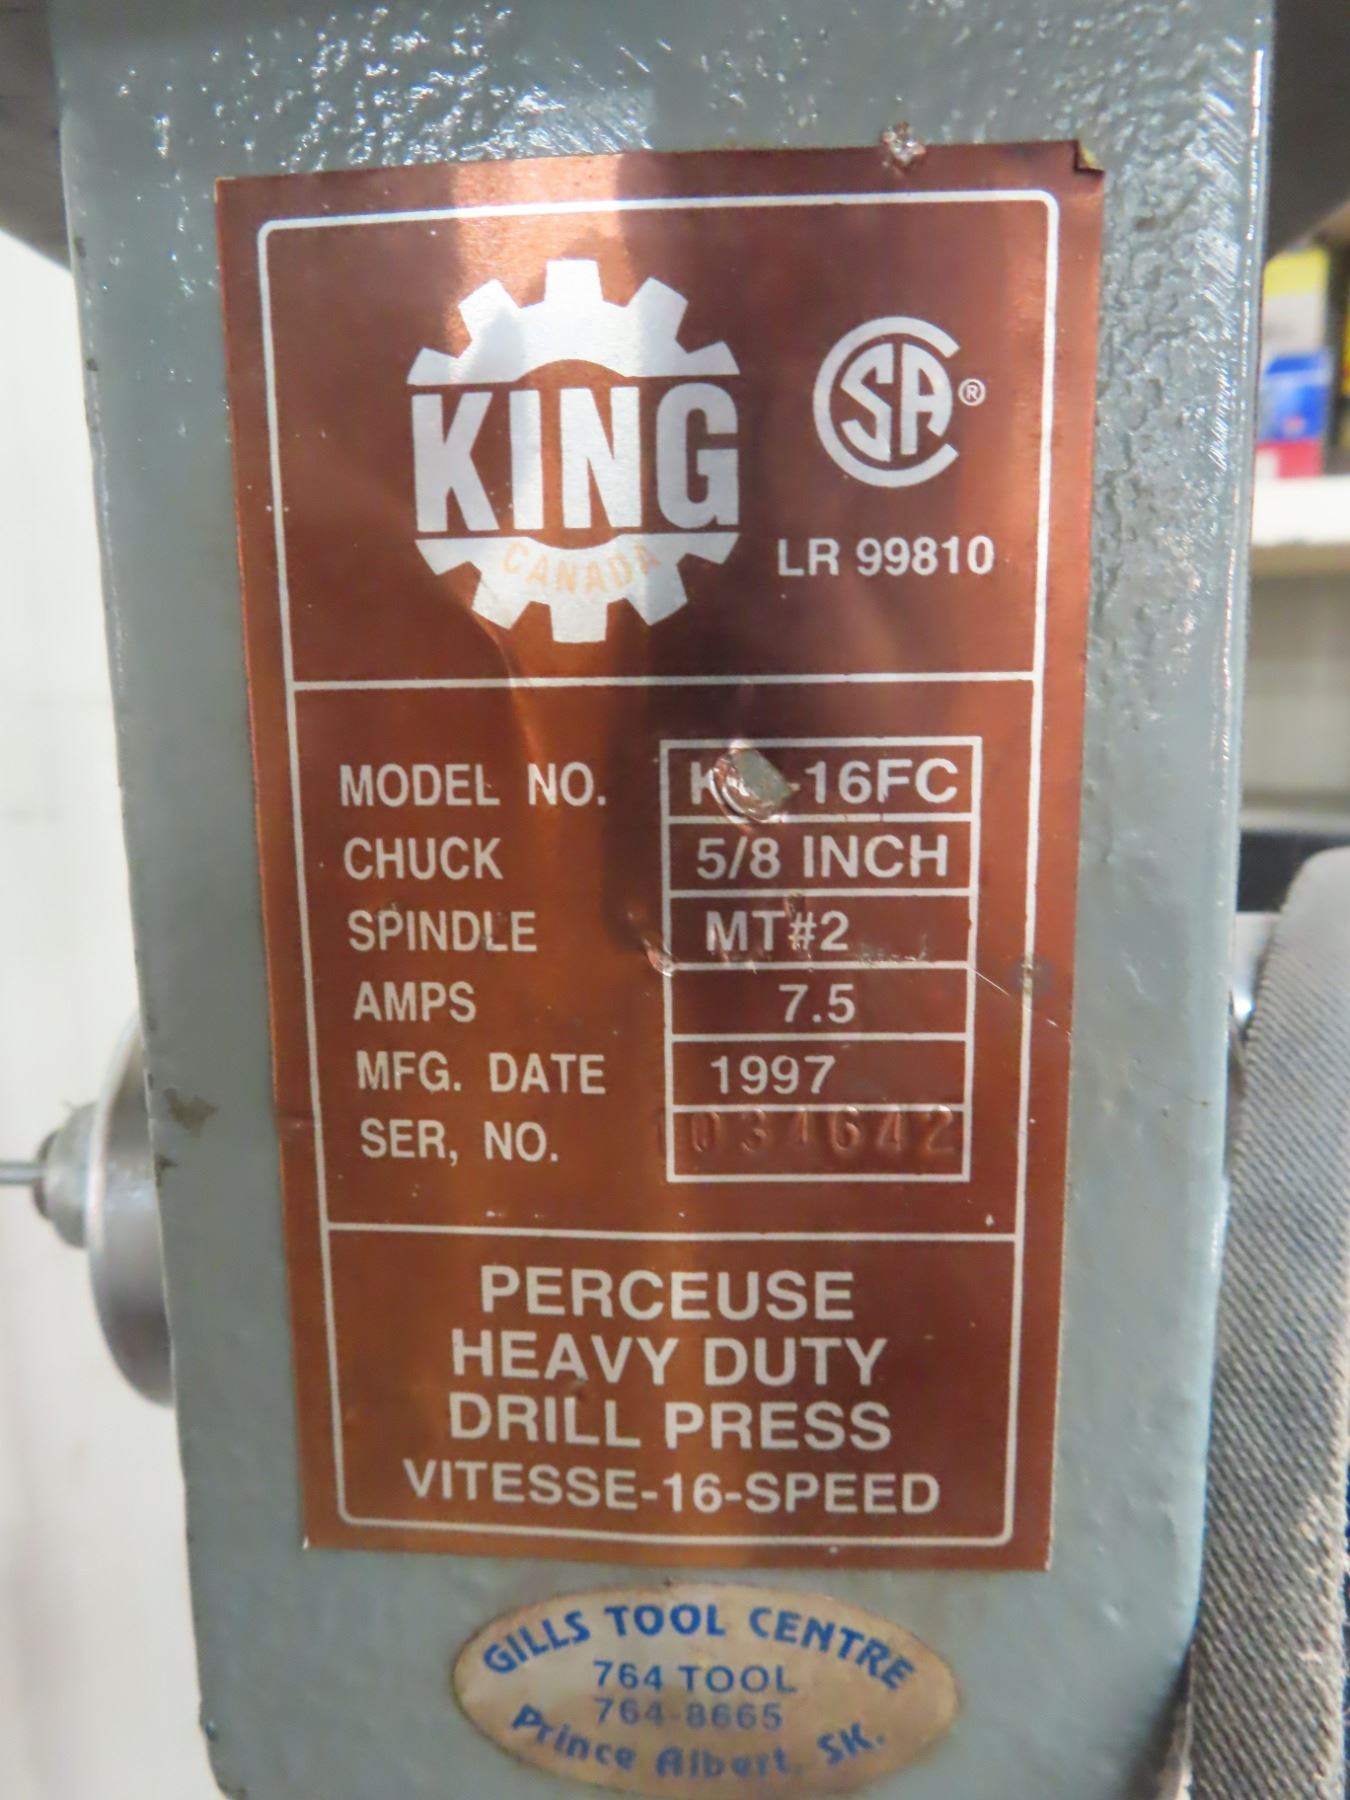 KING
CANADA
CSA ®
LR 99810
MODEL NO. 16FC
CHUCK 5/8 INCH
SPINDLE MT#2
AMPS 7.5
MFG. DATE 1997
SER, NO. 1034642
PERCEUSE
HEAVY DUTY
DRILL PRESS
VITESSE-16-SPEED
GILLS TOOL CENTRE
764 TOOL
764-8665
Prince Albert, SK.